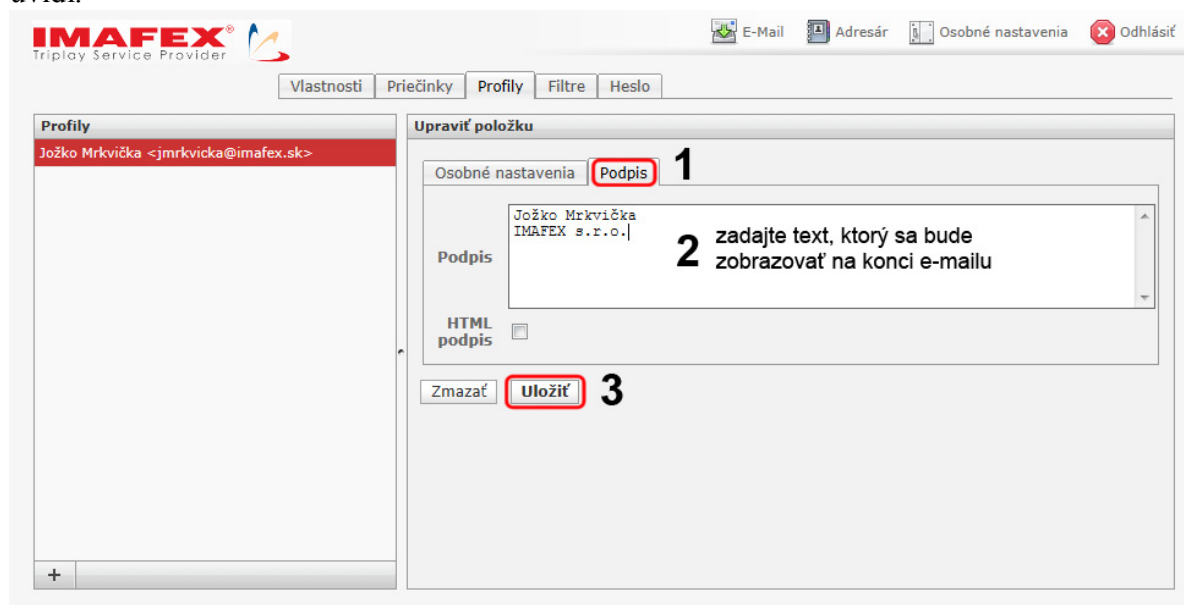 uvidí.
IMAFEX®
Triplay Service Provider
E-Mail Adresár Osobné nastavenia Odhlásiť
Vlastnosti Priečinky Profily Filtre Heslo
Profily
Jožko Mrkvička <jmrkvicka@imafex.sk>
Upraviť položku
Osobné nastavenia Podpis 1
Podpis
Jožko Mrkvička
IMAFEX s.r.o.
2 zadajte text, ktorý sa bude
zobrazovať na konci e-mailu
HTML
podpis
Zmazať Uložiť 3
+